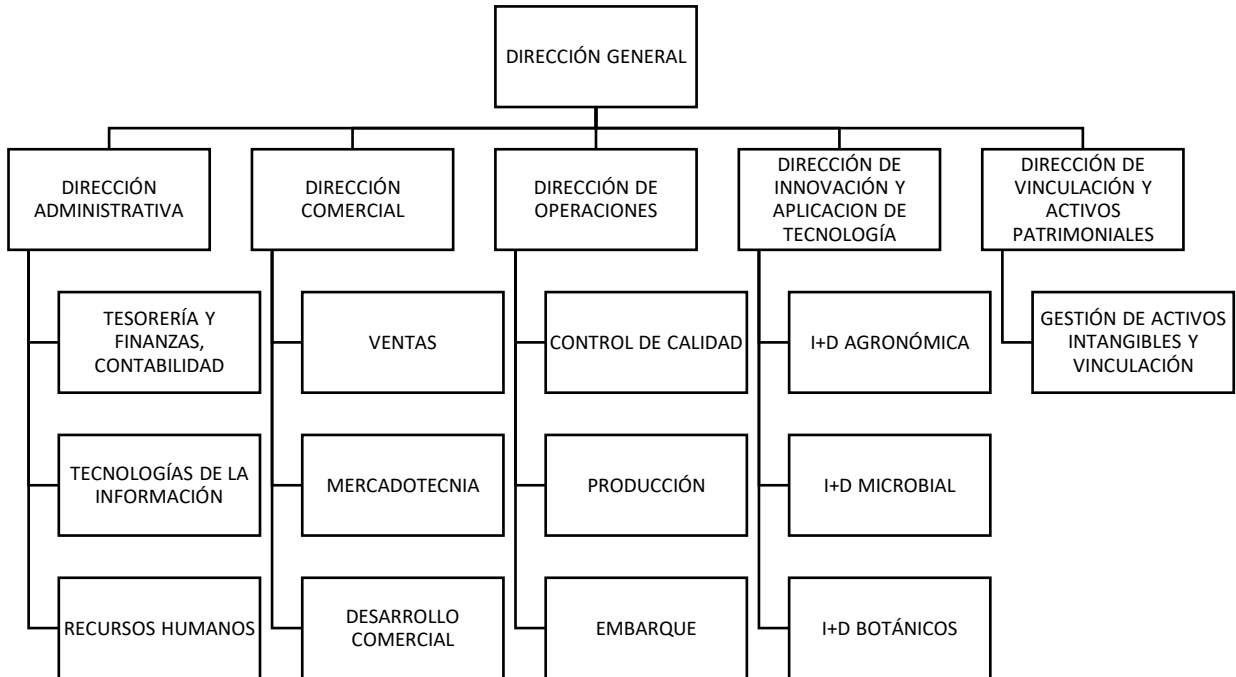 DIRECCIÓN GENERAL
DIRECCIÓN
ADMINISTRATIVA
DIRECCIÓN
COMERCIAL
DIRECCIÓN DE
OPERACIONES
DIRECCIÓN DE
INNOVACIÓN Y
APLICACION DE
TECNOLOGÍA
DIRECCIÓN DE
VINCULACIÓN Y
ACTIVOS
PATRIMONIALES
TESORERÍA Y
FINANZAS,
CONTABILIDAD
VENTAS
CONTROL DE CALIDAD
I+D AGRONÓMICA
GESTIÓN DE ACTIVOS
INTANGIBLES Y
VINCULACIÓN
TECNOLOGÍAS DE LA
INFORMACIÓN
MERCADOTECNIA
PRODUCCIÓN
I+D MICROBIAL
RECURSOS HUMANOS
DESARROLLO
COMERCIAL
EMBARQUE
I+D BOTÁNICOS